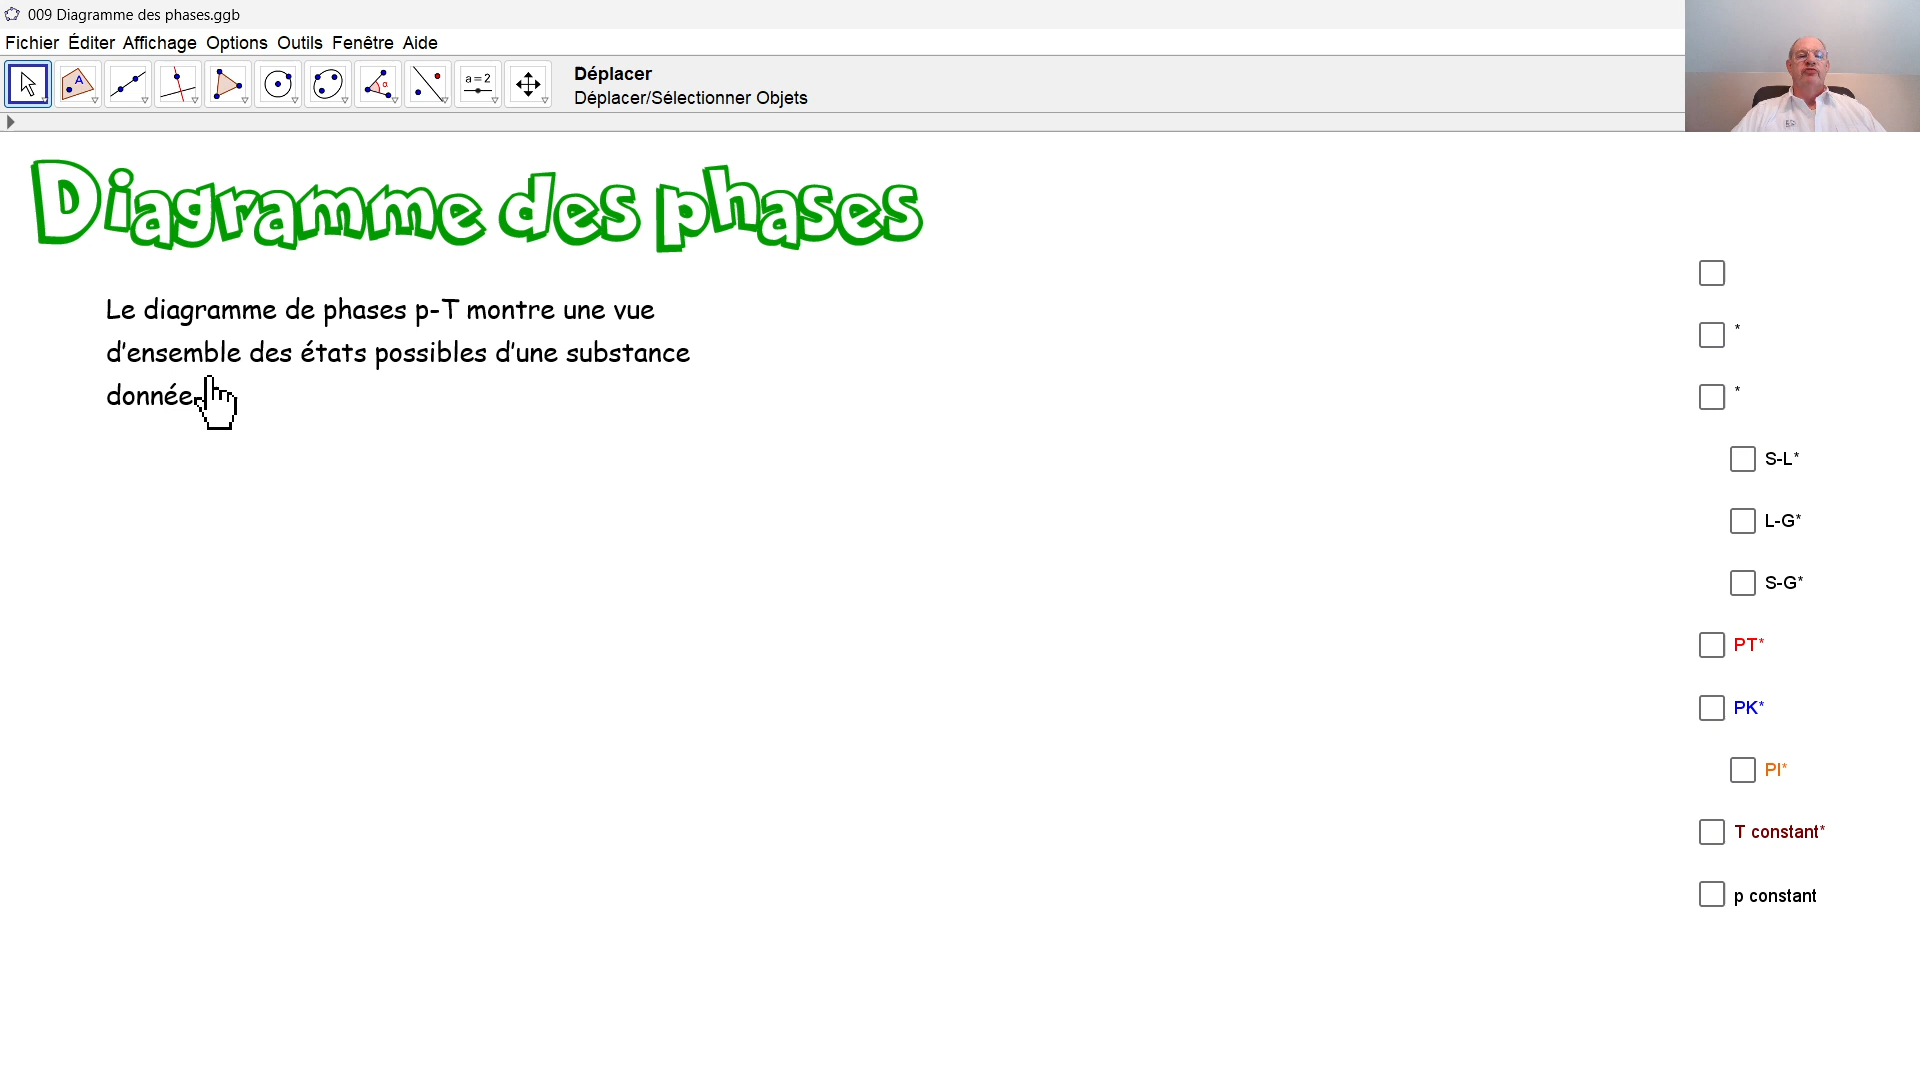 009 Diagramme des phases.ggb
Fichier Éditer Affichage Options Outils Fenêtre Aide
A
α
a=2
Déplacer
Déplacer/Sélectionner Objets
Diagramme des phases
Le diagramme de phases p-T montre une vue
d'ensemble des états possibles d'une substance
donnée.
*
*
S-L*
L-G*
S-G*
PT*
PK*
PI*
T constant*
p constant